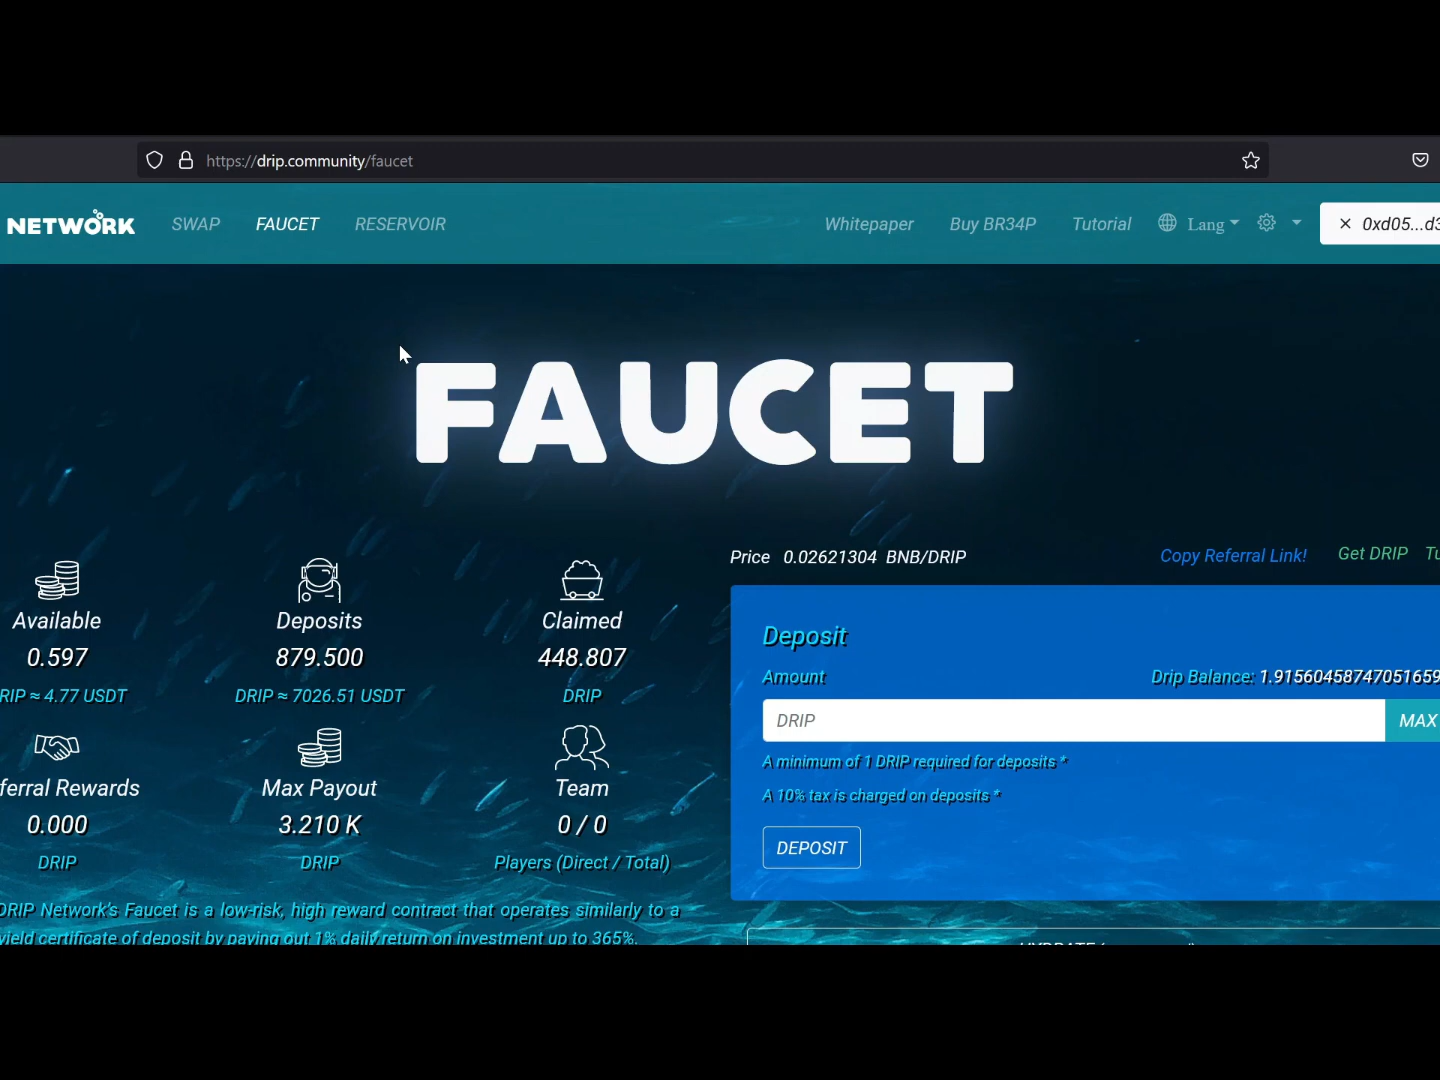 https://drip.community/faucet
NETWORK SWAP FAUCET RESERVOIR Whitepaper Buy BR34P Tutorial Lang × 0xd05...d3
FAUCET
Price 0.02621304 BNB/DRIP Copy Referral Link! Get DRIP
Available Deposits Claimed
0.597 879.500 448.807
RIP ≈ 4.77 USDT DRIP ≈ 7026.51 USDT DRIP
ferral Rewards Max Payout Team
0.000 3.210 K 0 / 0
DRIP DRIP Players (Direct / Total)
DRIP Network's Faucet is a low-risk, high reward contract that operates similarly to a
yield certificate of deposit by paying out 1% daily return on investment up to 365%.
Deposit
Amount Drip Balance: 1.91560458747051659
DRIP MAX
A minimum of 1 DRIP required for deposits *
A 10% tax is charged on deposits *
DEPOSIT